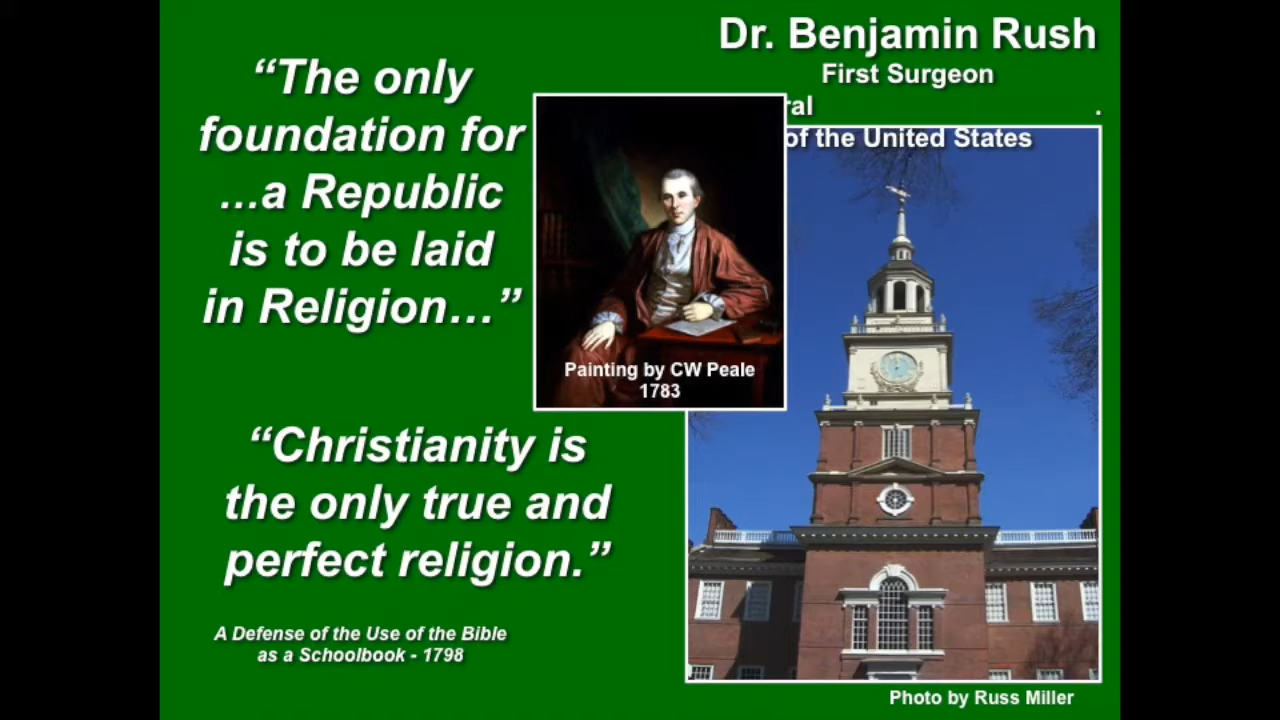 Dr. Benjamin Rush
First Surgeon
ral .
of the United States
“The only
foundation for
...a Republic
is to be laid
in Religion...”
Painting by CW Peale
1783
“Christianity is
the only true and
perfect religion.”
A Defense of the Use of the Bible
as a Schoolbook - 1798
Photo by Russ Miller